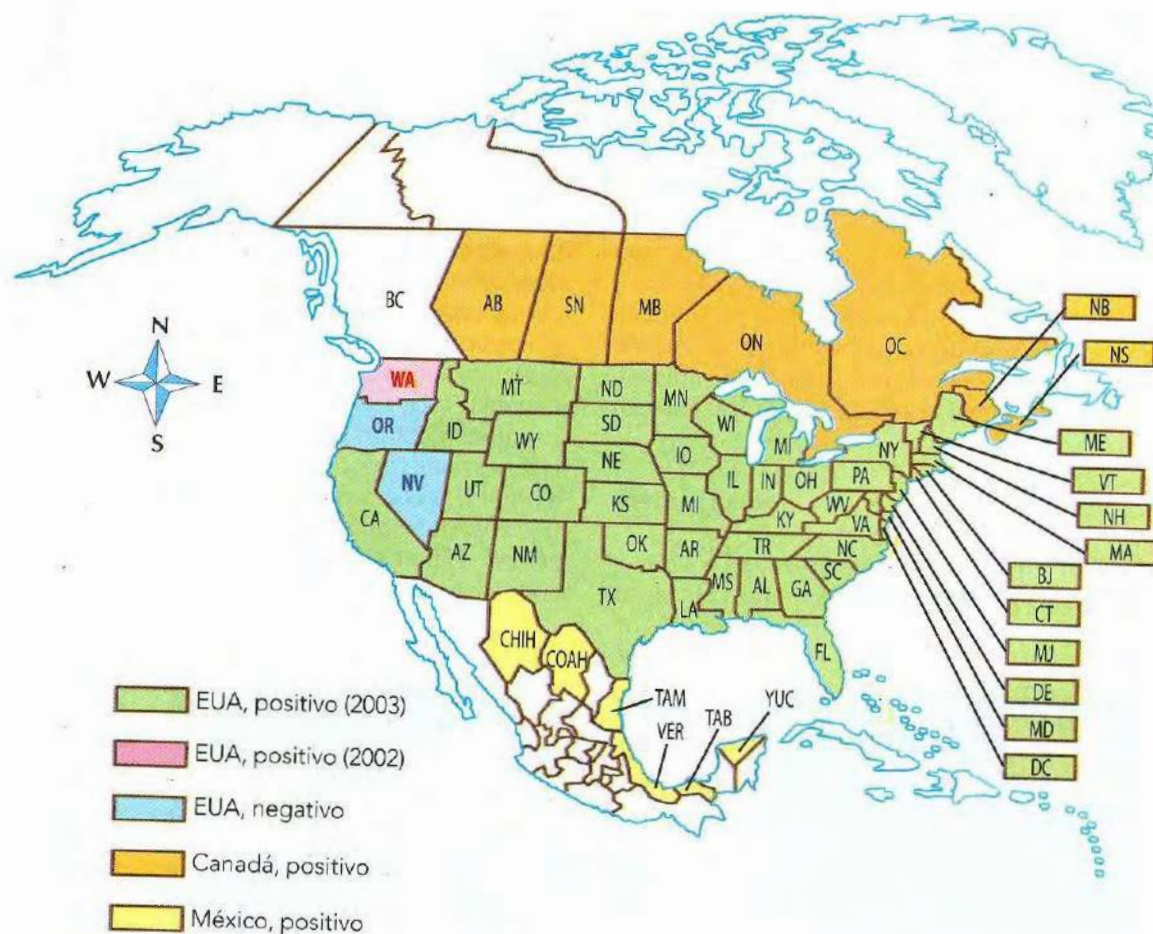 BC
AB
SN
MB
ON
OC
NB
NS
N
W
E
S
WA
MT
ND
MN
OR
ID
WY
SD
WI
MI
NY
ME
VT
NH
MA
NV
CA
UT
CO
NE
KS
IO
MI
IL
IN
OH
PA
WV
VA
KY
AZ
NM
OK
AR
TR
NC
SC
TX
LA
MS
AL
GA
FL
BJ
CT
MJ
DE
MD
DC
CHIH
COAH
TAM
VER
TAB
YUC
EUA, positivo (2003)
EUA, positivo (2002)
EUA, negativo
Canadá, positivo
México, positivo